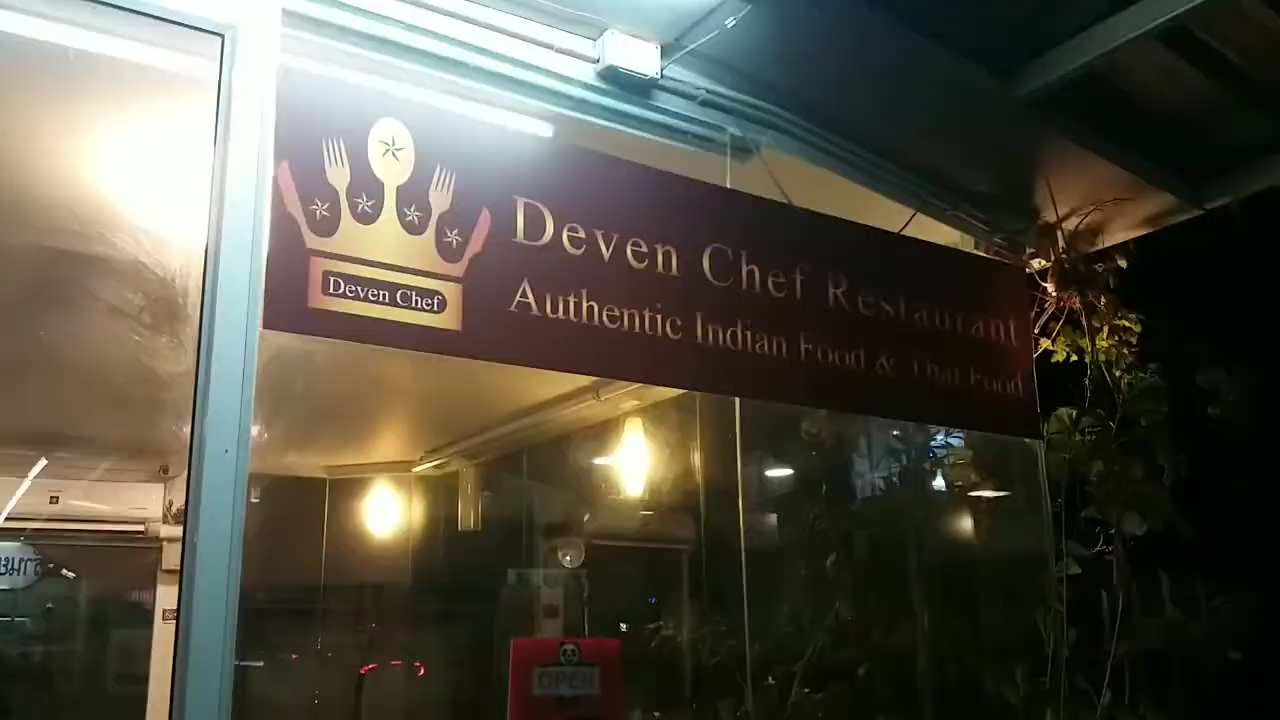 Deven Chef Restaurant
Authentic Indian Food & Thai Food
Deven Chef
OPEN